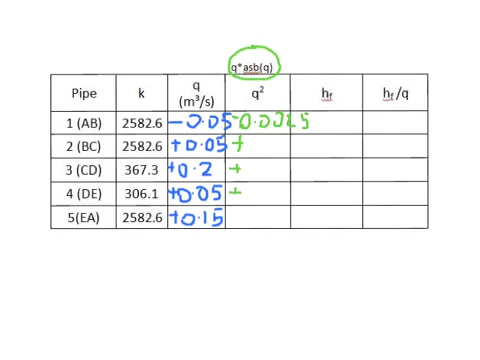 q*asb(q)
Pipe k q (m³/s) q² hf hf/q
1 (AB) 2582.6 -0.05 -0.0025
2 (BC) 2582.6 +0.05 +
3 (CD) 367.3 +0.2 +
4 (DE) 306.1 +0.05 +
5(EA) 2582.6 +0.15